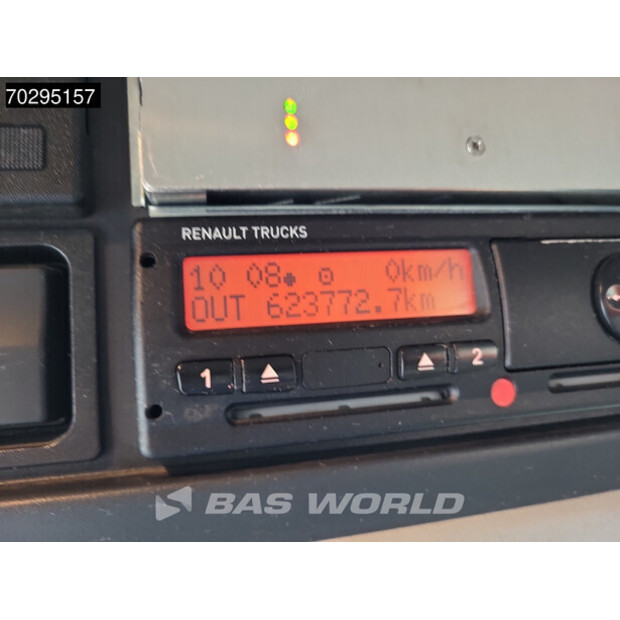 70295157
RENAULT TRUCKS
10 08 0km/h
OUT 623772.7km
1 2
BAS WORLD